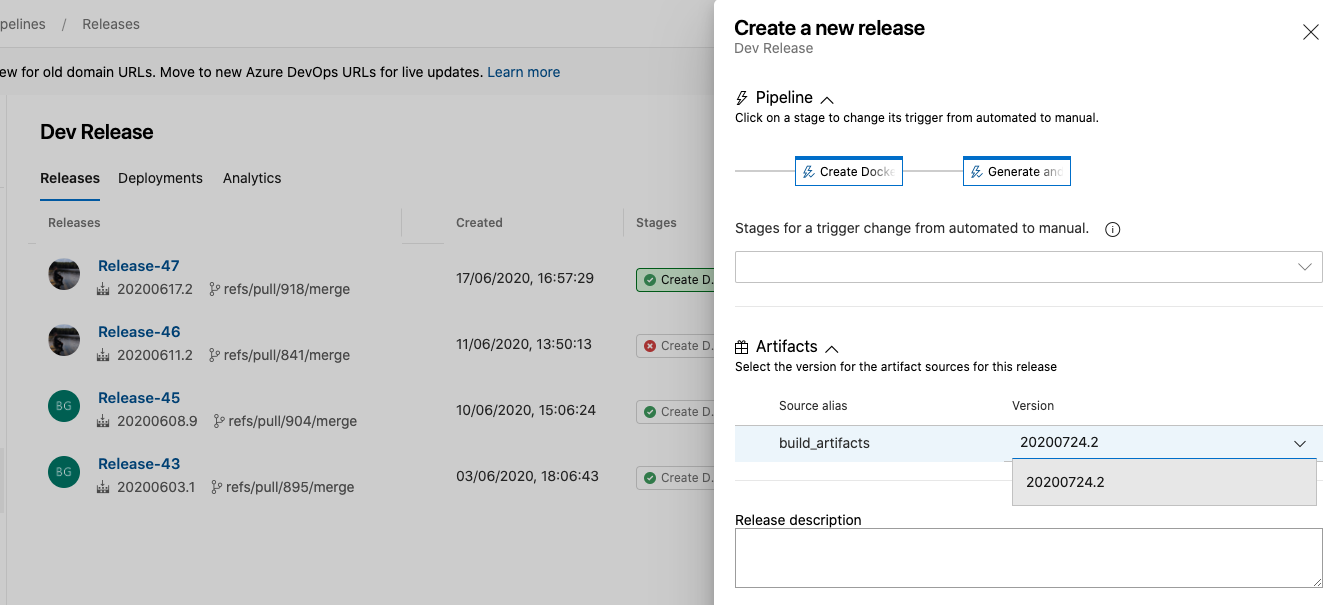 pelines / Releases
ew for old domain URLs. Move to new Azure DevOps URLs for live updates. Learn more
Dev Release
Releases Deployments Analytics
Releases Created Stages
Release-47
20200617.2 refs/pull/918/merge
17/06/2020, 16:57:29
Create D..
Release-46
20200611.2 refs/pull/841/merge
11/06/2020, 13:50:13
Create D..
BG
Release-45
20200608.9 refs/pull/904/merge
10/06/2020, 15:06:24
Create D..
BG
Release-43
20200603.1 refs/pull/895/merge
03/06/2020, 18:06:43
Create D..
Create a new release
Dev Release
Pipeline
Click on a stage to change its trigger from automated to manual.
Create Docke Generate and
Stages for a trigger change from automated to manual.
Artifacts
Select the version for the artifact sources for this release
Source alias Version
build_artifacts 20200724.2
20200724.2
Release description